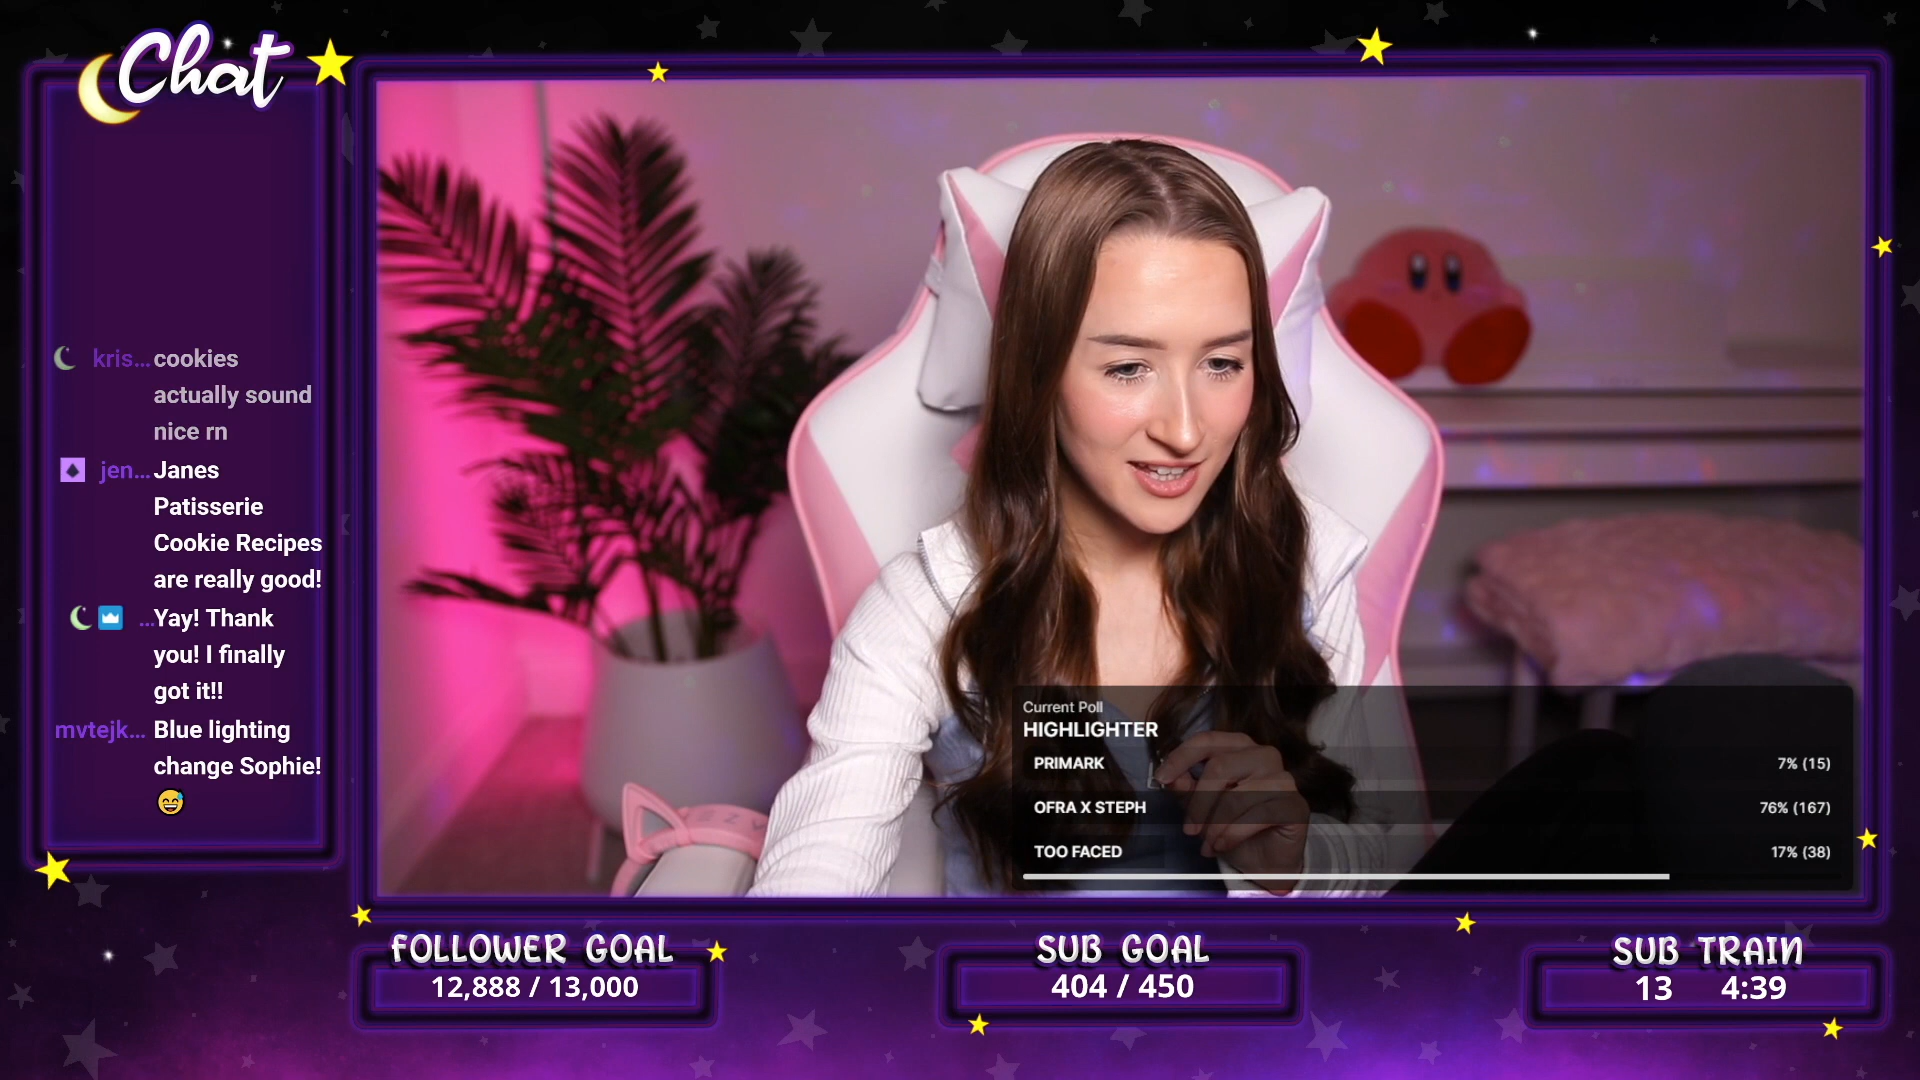 Chat
kris... cookies
actually sound
nice rn
jen... Janes
Patisserie
Cookie Recipes
are really good!
...Yay! Thank
you! I finally
got it!!
mvtejk... Blue lighting
change Sophie!
Current Poll
HIGHLIGHTER
PRIMARK 7% (15)
OFRA X STEPH 76% (167)
TOO FACED 17% (38)
FOLLOWER GOAL
12,888 / 13,000
SUB GOAL
404 / 450
SUB TRAIN
13 4:39